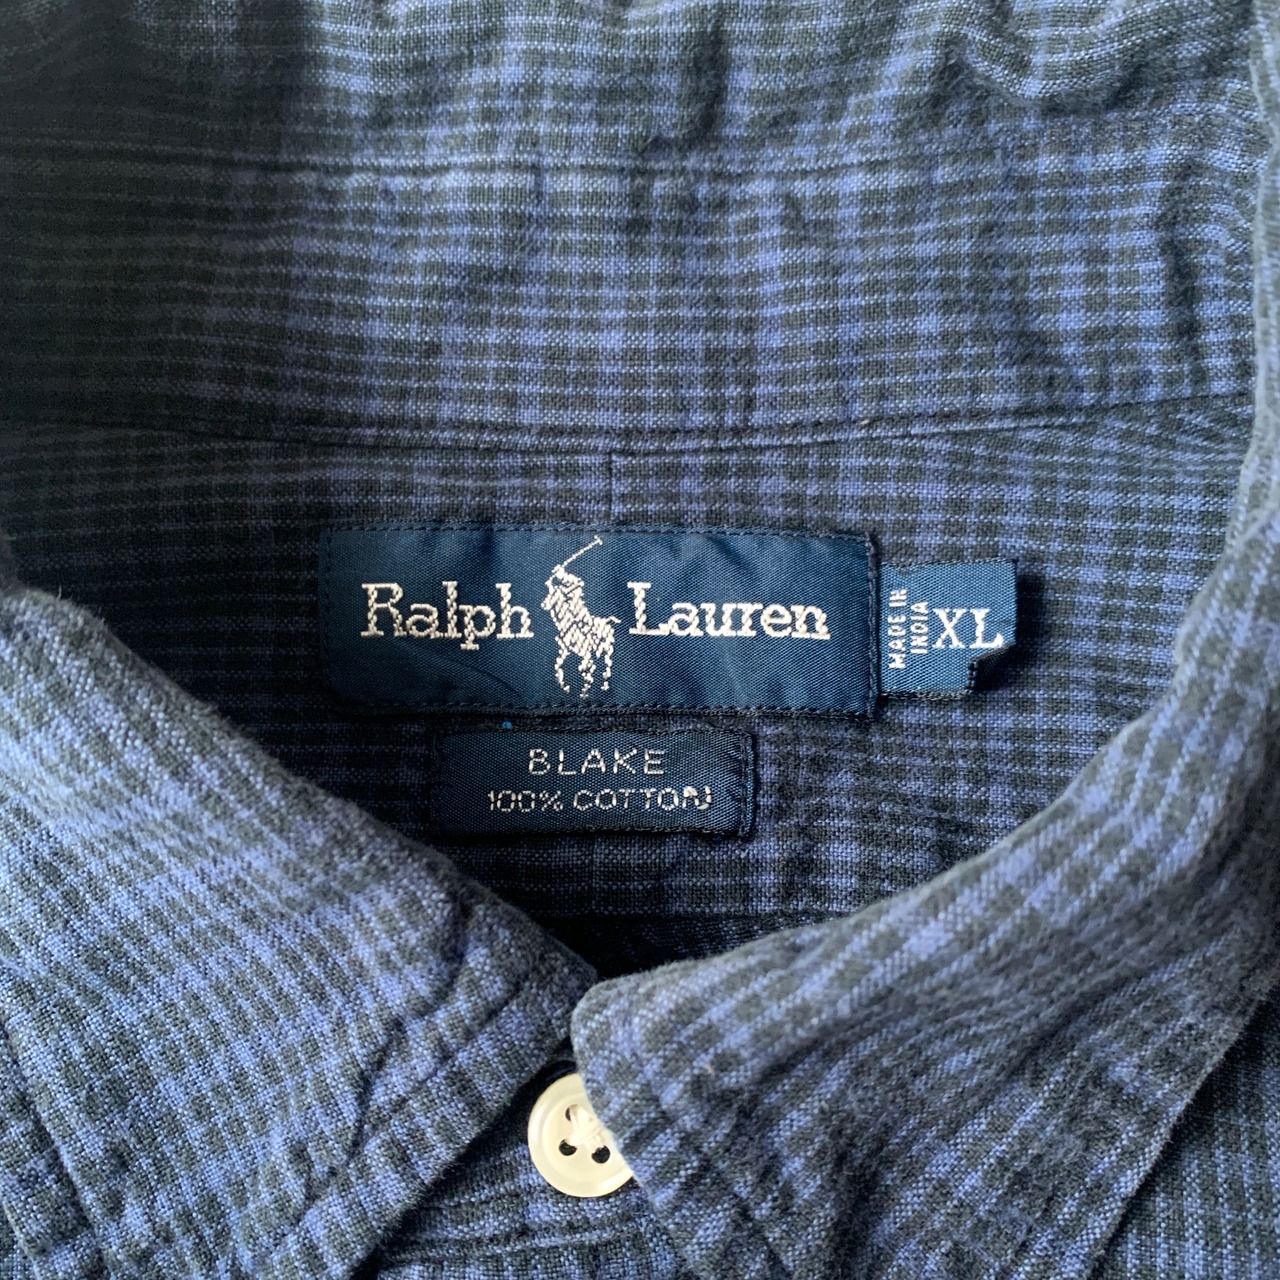 Ralph Lauren
MADE IN
INDIA
XL
BLAKE
100% COTTON